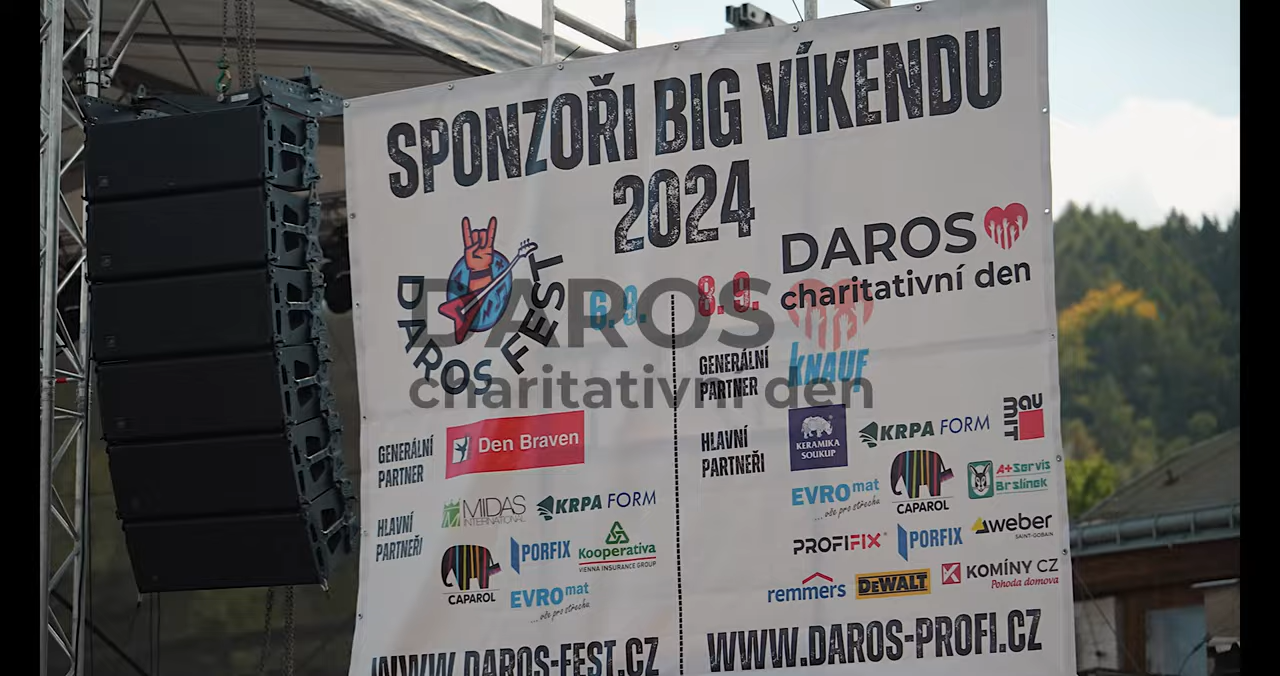 SPONZOŘI BIG VÍKENDU
2024
DAROS FEST
6. 9.
8. 9.
DAROS
charitativní den
DAROS
charitativní den
GENERÁLNÍ
PARTNER
Den Braven
HLAVNÍ
PARTNEŘI
MIDAS
INTERNATIONAL
KRPA FORM
CAPAROL
PORFIX
Kooperativa
VIENNA INSURANCE GROUP
EVROmat
...vše pro střechu
WWW.DAROS-FEST.CZ
GENERÁLNÍ
PARTNER
KNAUF
HLAVNÍ
PARTNEŘI
KERAMIKA
SOUKUP
KRPA FORM
bau
mit
EVROmat
...vše pro střechu
CAPAROL
A+Servis
Brslínek
PROFIFIX
PORFIX
weber
SAINT-GOBAIN
remmers
DEWALT
KOMÍNY CZ
Pohoda domova
WWW.DAROS-PROFI.CZ